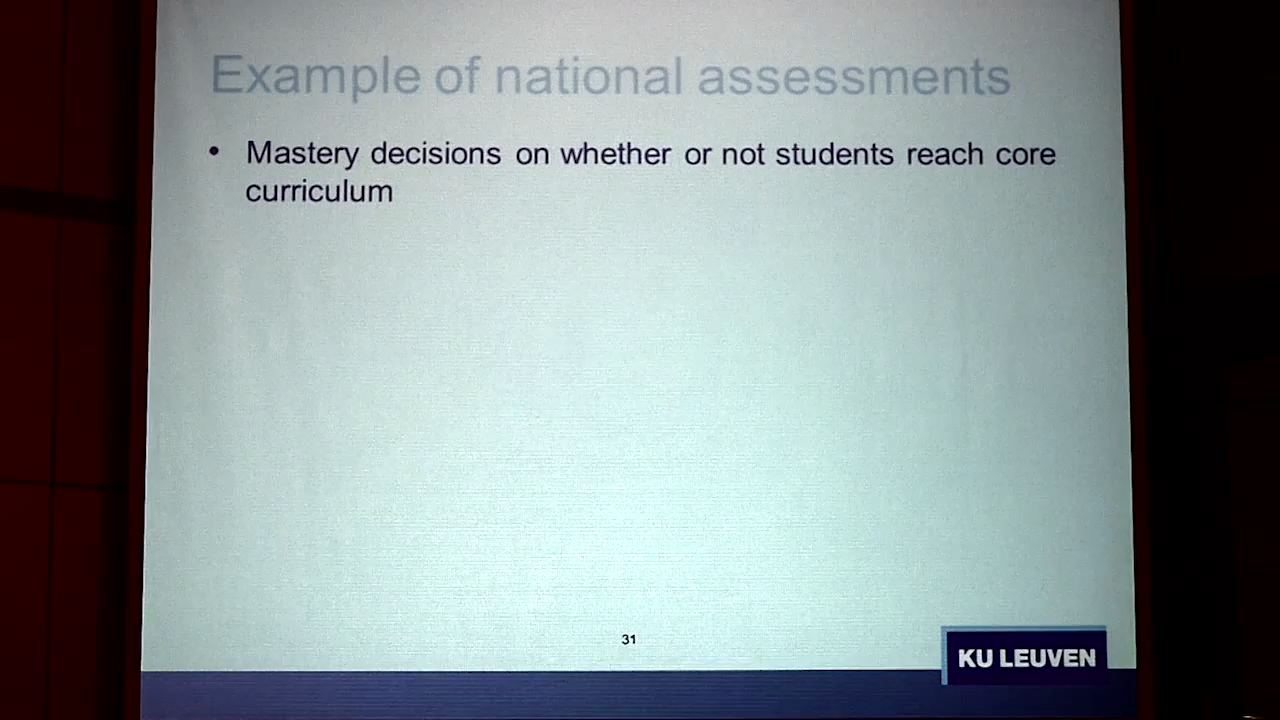 Example of national assessments
• Mastery decisions on whether or not students reach core
curriculum
31
KU LEUVEN